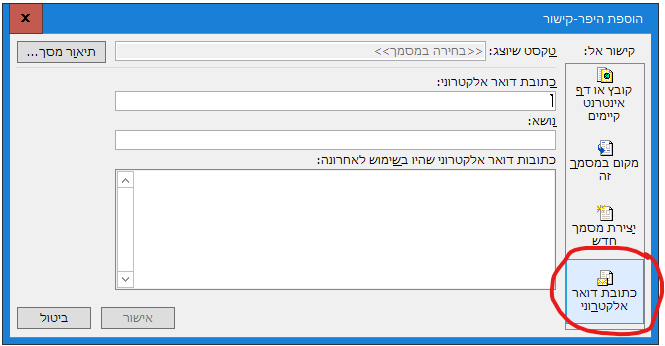 הוספת היפר-קישור
x
קישור אל:
טקסט שיוצג:
<<בחירה במסמך>>
תיאור מסך...
קובץ או דף
אינטרנט
קיימים
מקום במסמך
זה
יצירת מסמך
חדש
כתובת דואר
אלקטרוני
כתובת דואר אלקטרוני:
נושא:
כתובות דואר אלקטרוני שהיו בשימוש לאחרונה:
אישור
ביטול